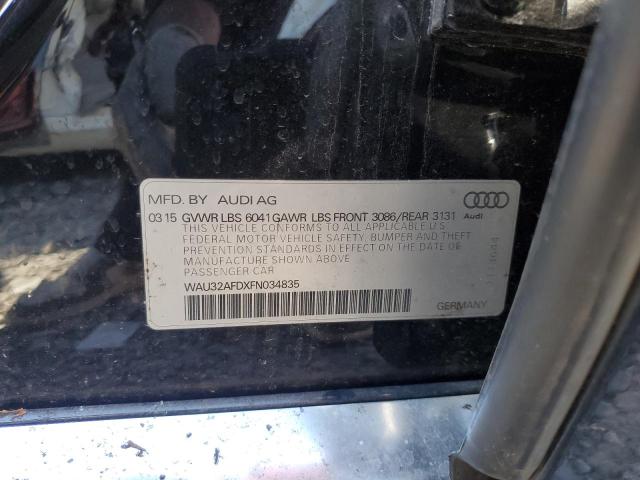 MFD. BY AUDI AG
03 15 GVWR LBS 6041 GAWR LBS FRONT 3086/REAR 3131 Audi
THIS VEHICLE CONFORMS TO ALL APPLICABLE U.S
FEDERAL MOTOR VEHICLE SAFETY, BUMPER AND THEFT
PREVENTION STANDARDS IN EFFECT ON THE DATE OF
MANUFACTURE SHOWN ABOVE
PASSENGER CAR
WAU32AFDXFN034835
GERMANY